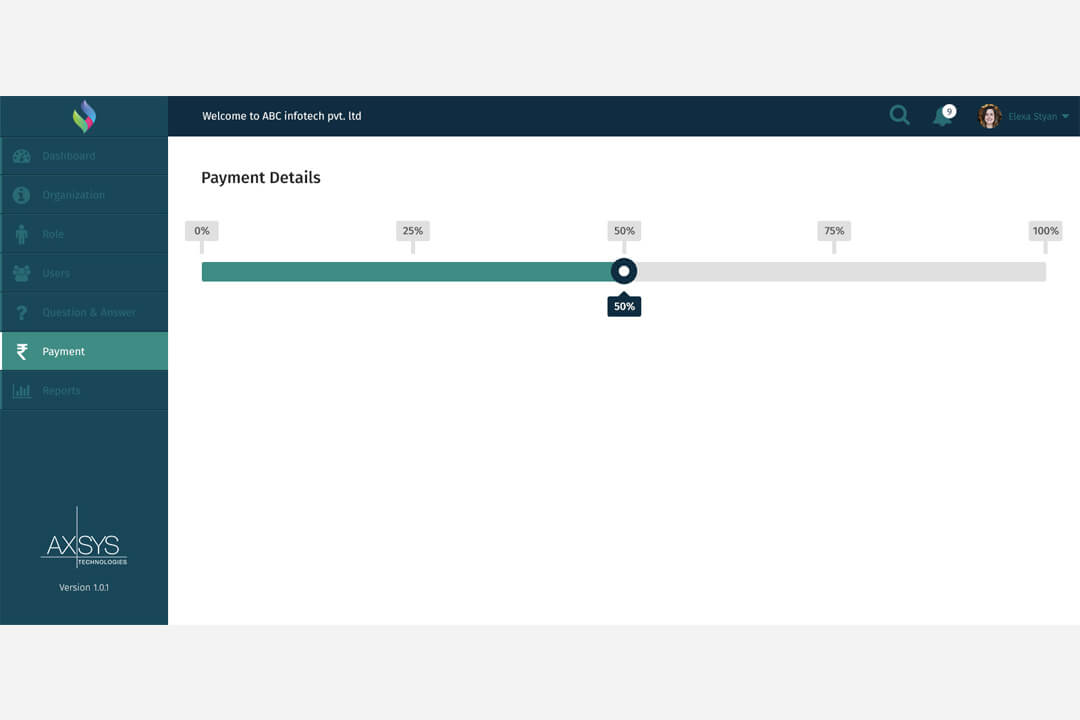 Welcome to ABC infotech pvt. ltd
9
Elexa Styan
Dashboard
Organization
Role
Users
Question & Answer
Payment
Reports
AXSYS
TECHNOLOGIES
Version 1.0.1
Payment Details
0% 25% 50% 75% 100%
50%